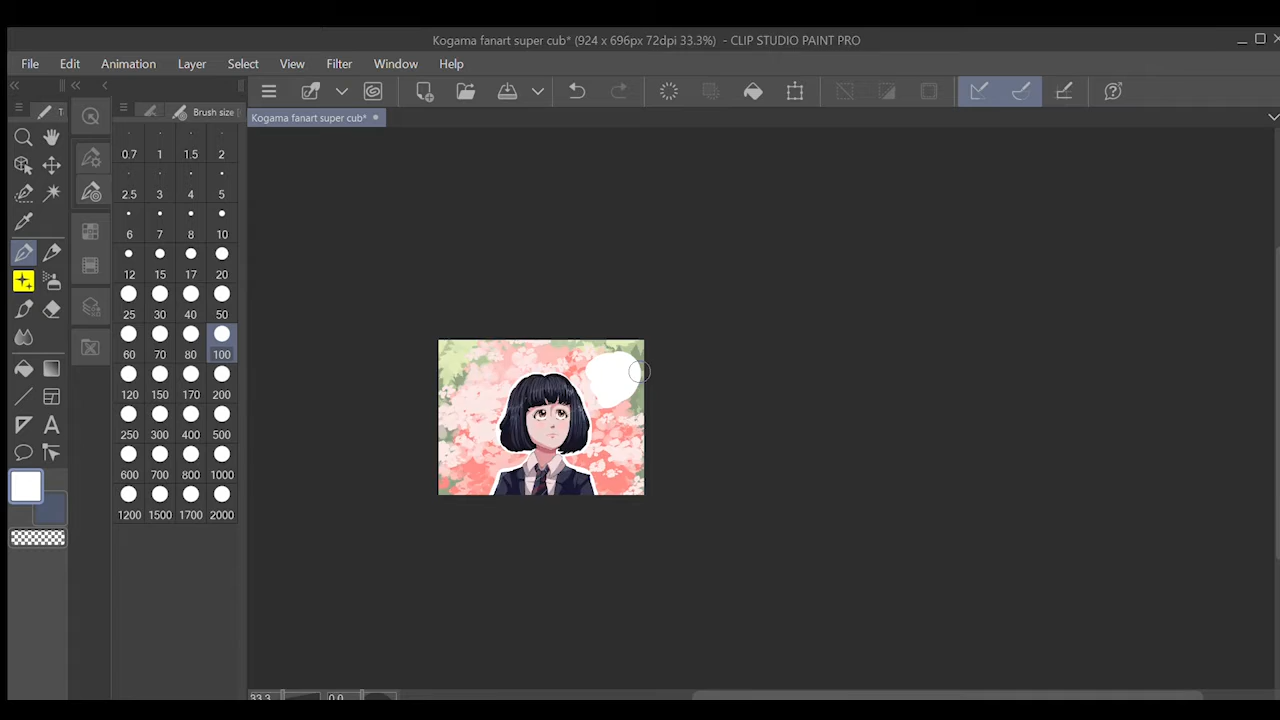 Kogama fanart super cub* (924 x 696px 72dpi 33.3%) - CLIP STUDIO PAINT PRO
File Edit Animation Layer Select View Filter Window Help
T Brush size
Kogama fanart super cub*
0.7 1 1.5 2
2.5 3 4 5
6 7 8 10
12 15 17 20
25 30 40 50
60 70 80 100
120 150 170 200
250 300 400 500
600 700 800 1000
1200 1500 1700 2000
33.3 0.0